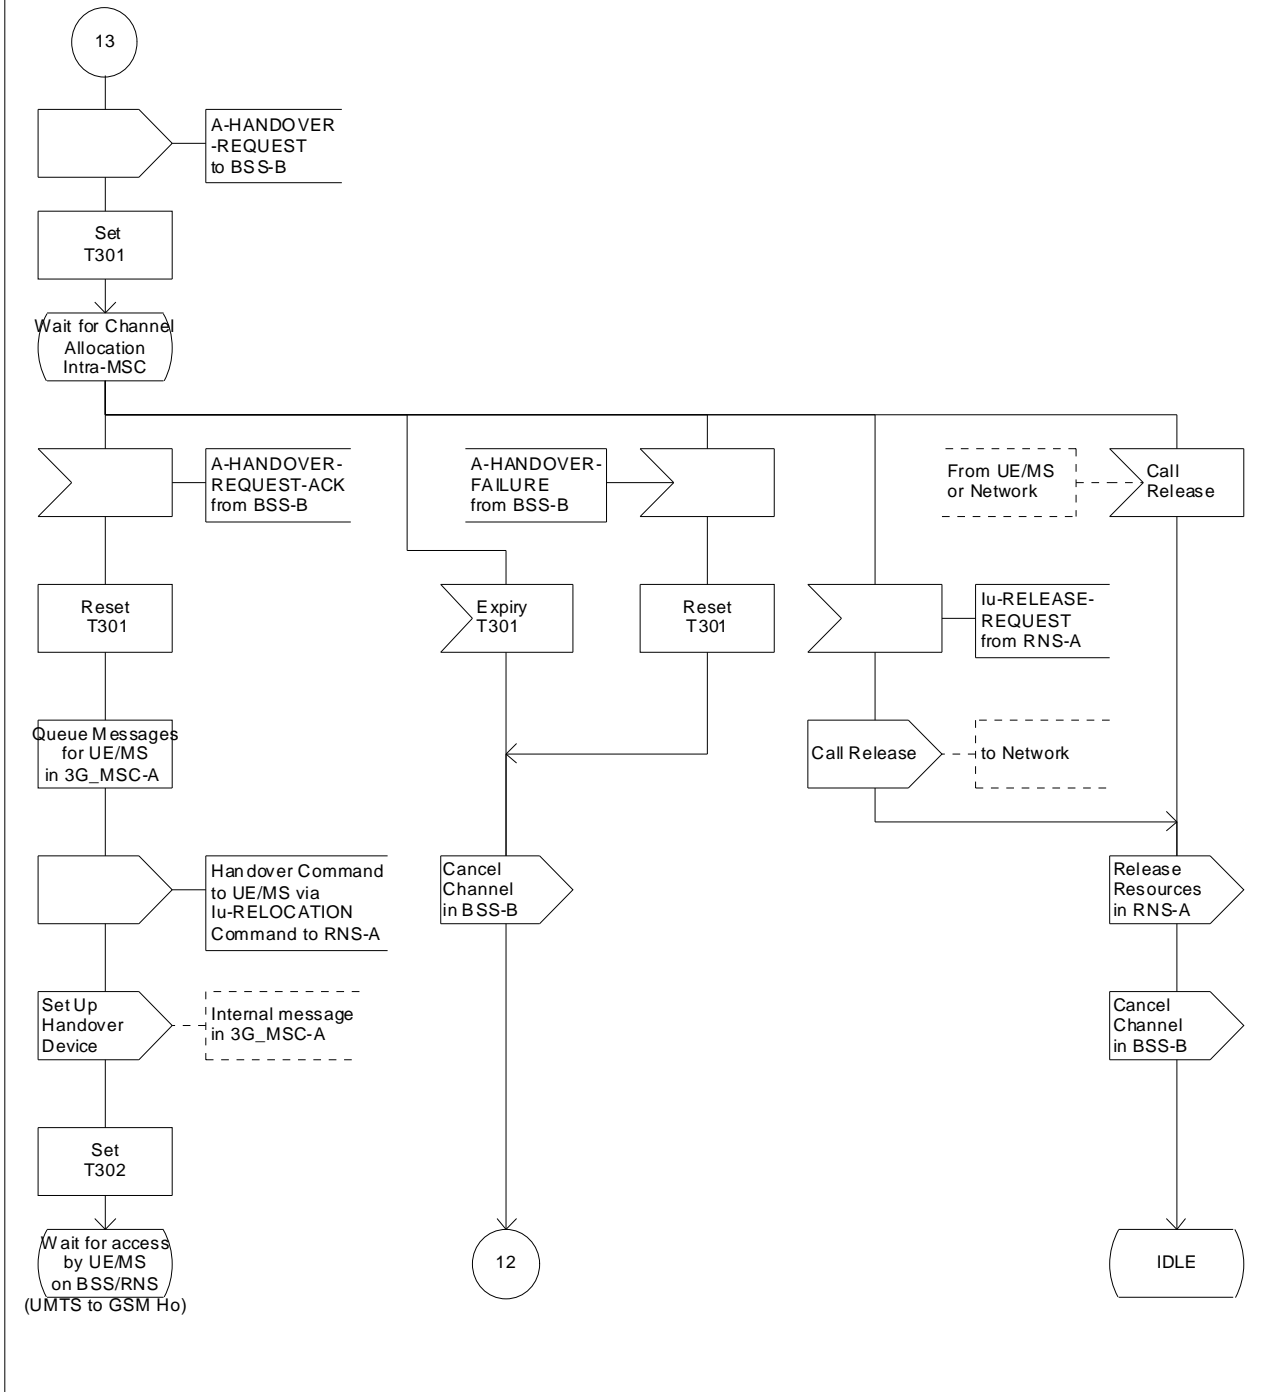 13
A-HANDOVER
-REQUEST
to BSS-B
Set
T301
Wait for Channel
Allocation
Intra-MSC
A-HANDOVER-
REQUEST-ACK
from BSS-B
A-HANDOVER-
FAILURE
from BSS-B
From UE/MS
or Network
Call
Release
Reset
T301
Expiry
T301
Reset
T301
Iu-RELEASE-
REQUEST
from RNS-A
Queue Messages
for UE/MS
in 3G_MSC-A
Call Release
to Network
Handover Command
to UE/MS via
Iu-RELOCATION
Command to RNS-A
Cancel
Channel
in BSS-B
Release
Resources
in RNS-A
Set Up
Handover
Device
Internal message
in 3G_MSC-A
Cancel
Channel
in BSS-B
Set
T302
Wait for access
by UE/MS
on BSS/RNS
(UMTS to GSM Ho)
12
IDLE